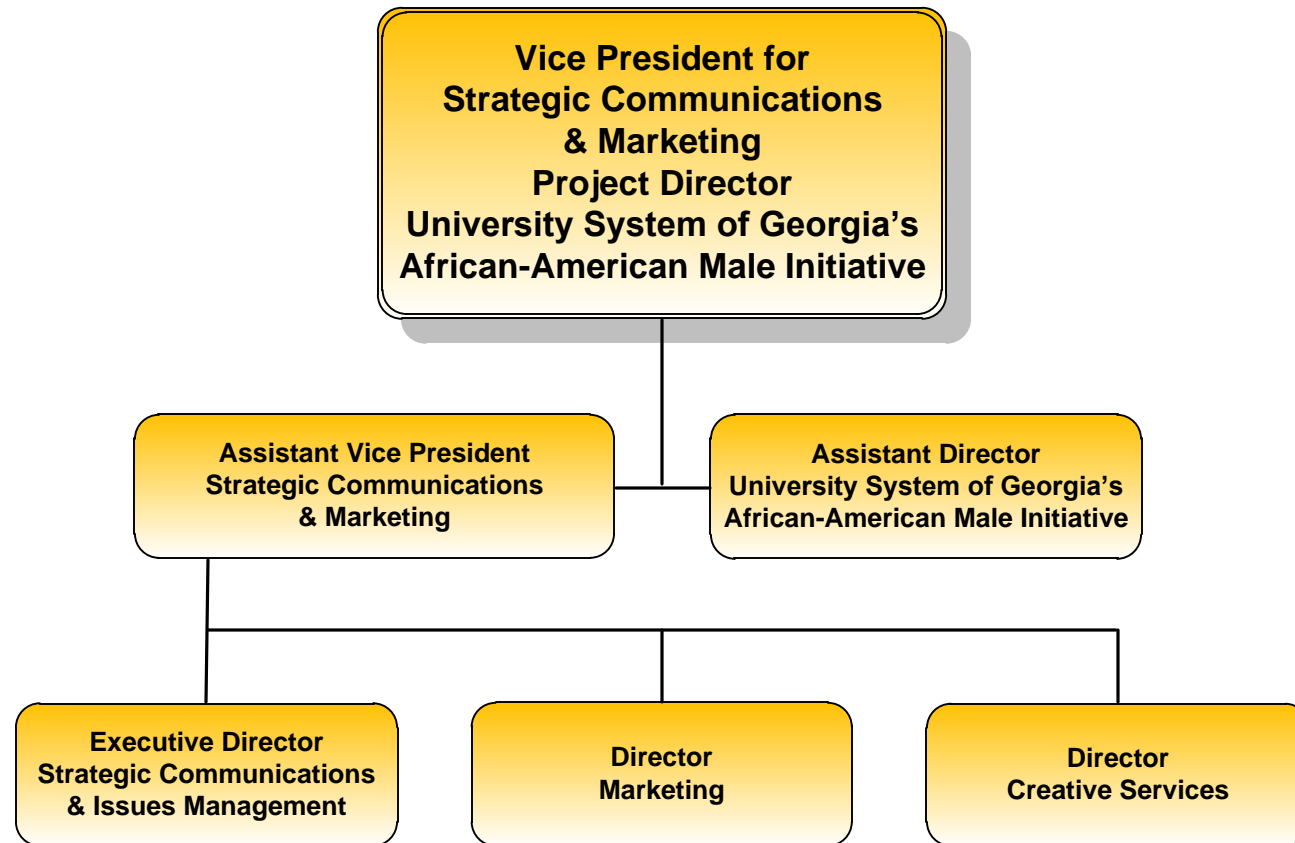 Vice President for
Strategic Communications
& Marketing
Project Director
University System of Georgia’s
African-American Male Initiative
Assistant Vice President
Strategic Communications
& Marketing
Assistant Director
University System of Georgia’s
African-American Male Initiative
Executive Director
Strategic Communications
& Issues Management
Director
Marketing
Director
Creative Services